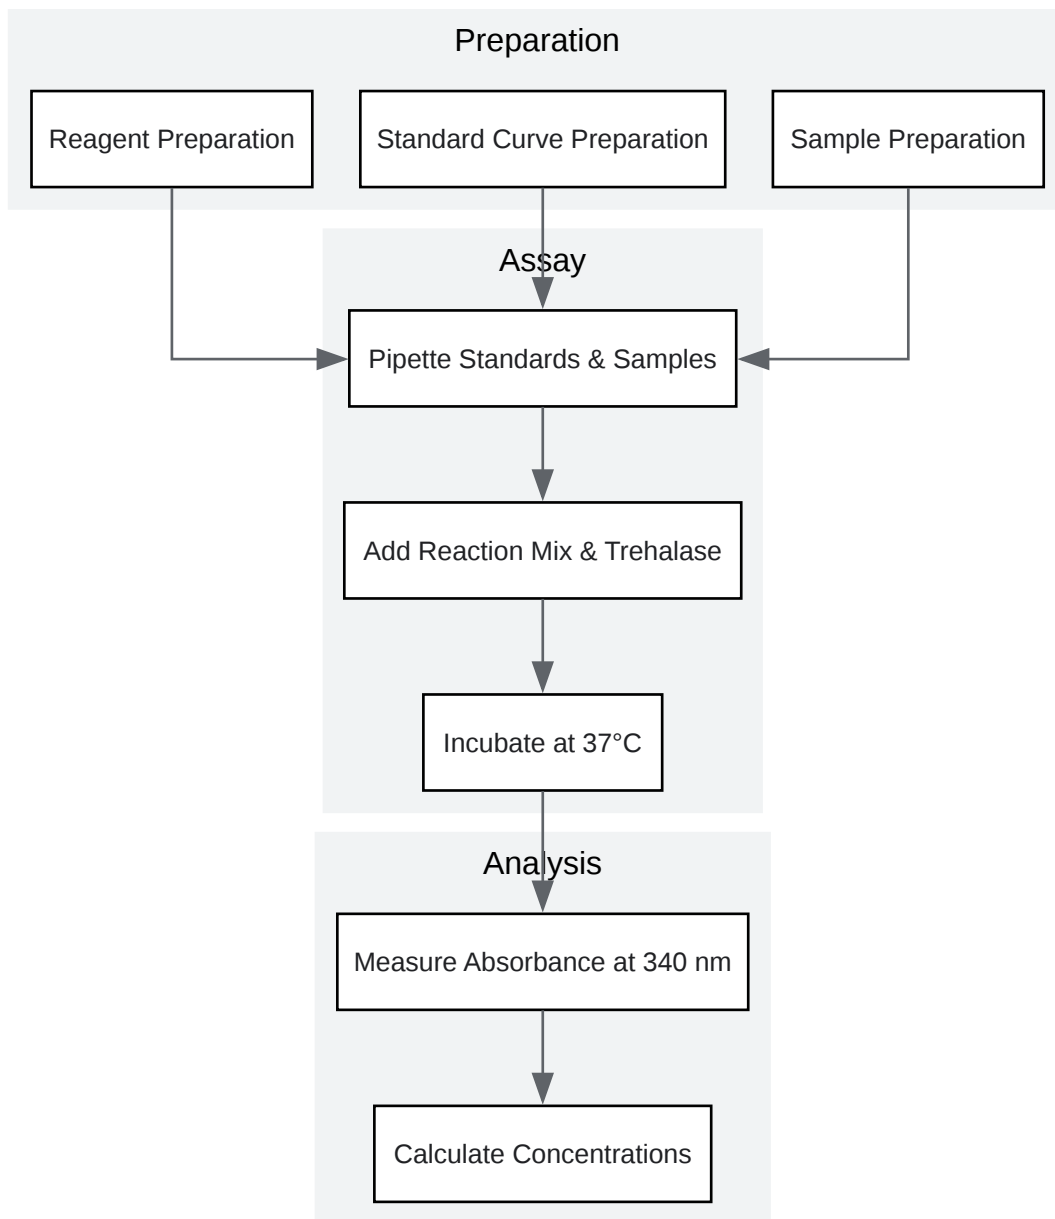 Preparation
Reagent Preparation
Standard Curve Preparation
Sample Preparation
Assay
Pipette Standards & Samples
Add Reaction Mix & Trehalase
Incubate at 37°C
Analysis
Measure Absorbance at 340 nm
Calculate Concentrations